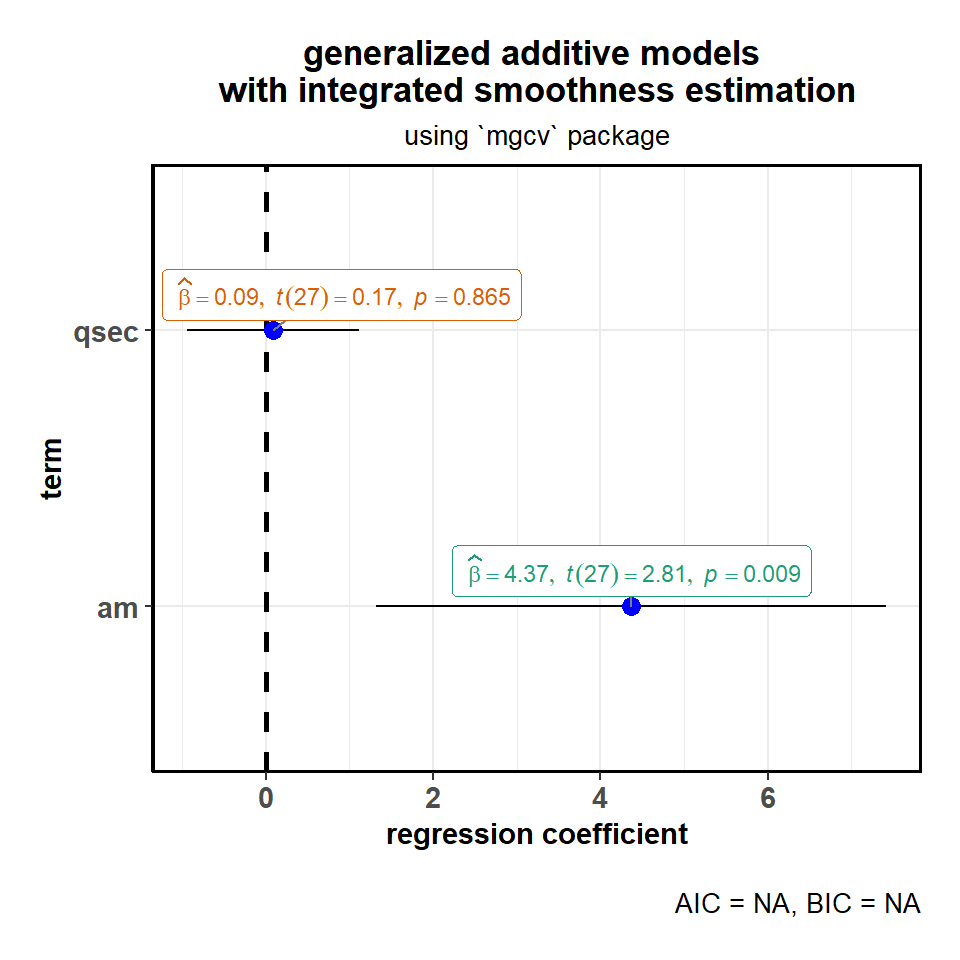 generalized additive models
with integrated smoothness estimation
using `mgcv` package
β̂ = 0.09, t(27) = 0.17, p = 0.865
qsec
term
β̂ = 4.37, t(27) = 2.81, p = 0.009
am
0 2 4 6
regression coefficient
AIC = NA, BIC = NA